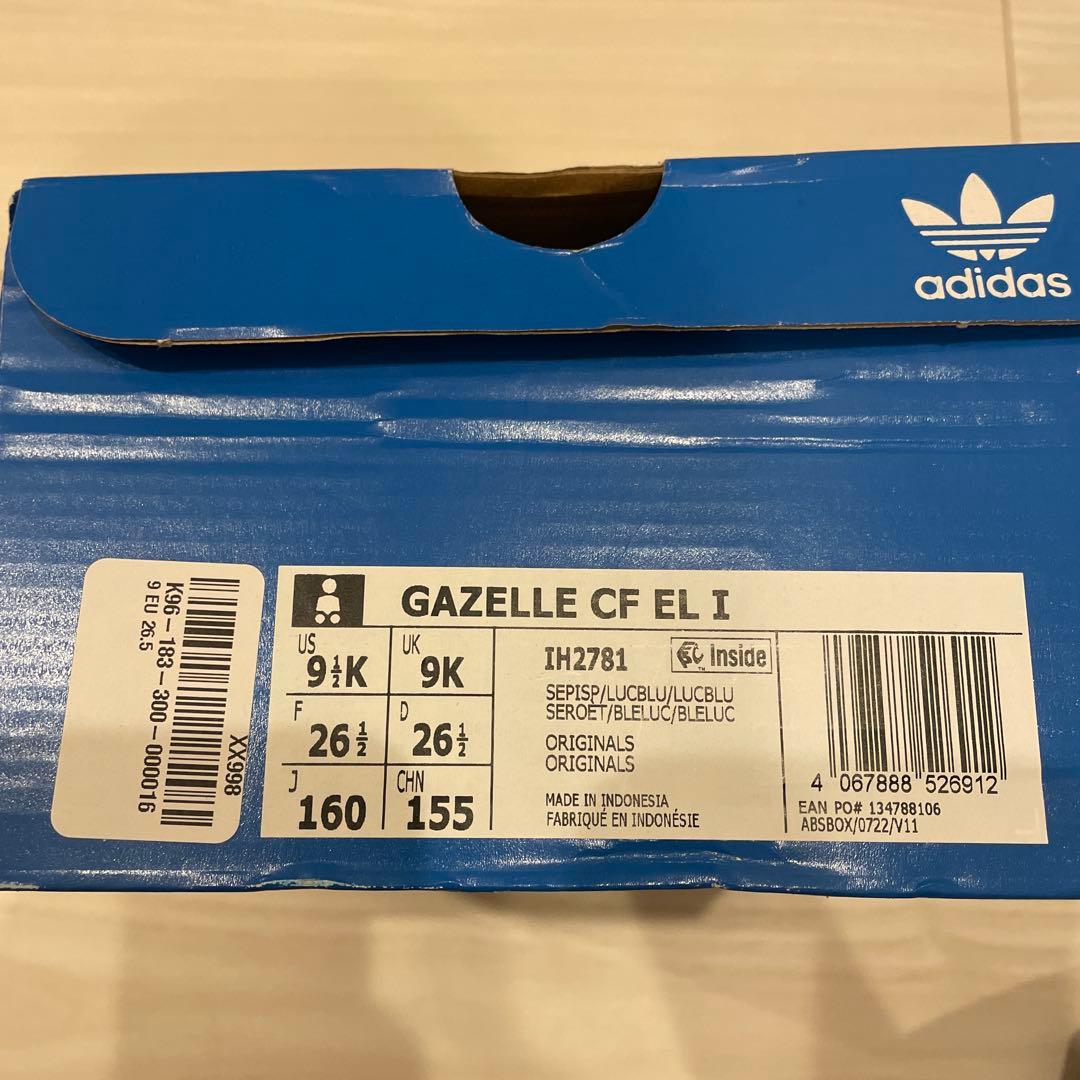 adidas
K96-183-300-000016
9 EU 26.5
XX998
GAZELLE CF EL I
US
9½K
UK
9K
F
26½
D
26½
J
160
CHN
155
IH2781
Inside
SEPISP/LUCBLU/LUCBLU
SEROET/BLELUC/BLELUC
ORIGINALS
ORIGINALS
MADE IN INDONESIA
FABRIQUÉ EN INDONÉSIE
4 067888 526912
EAN PO# 134788106
ABSBOX/0722/V11